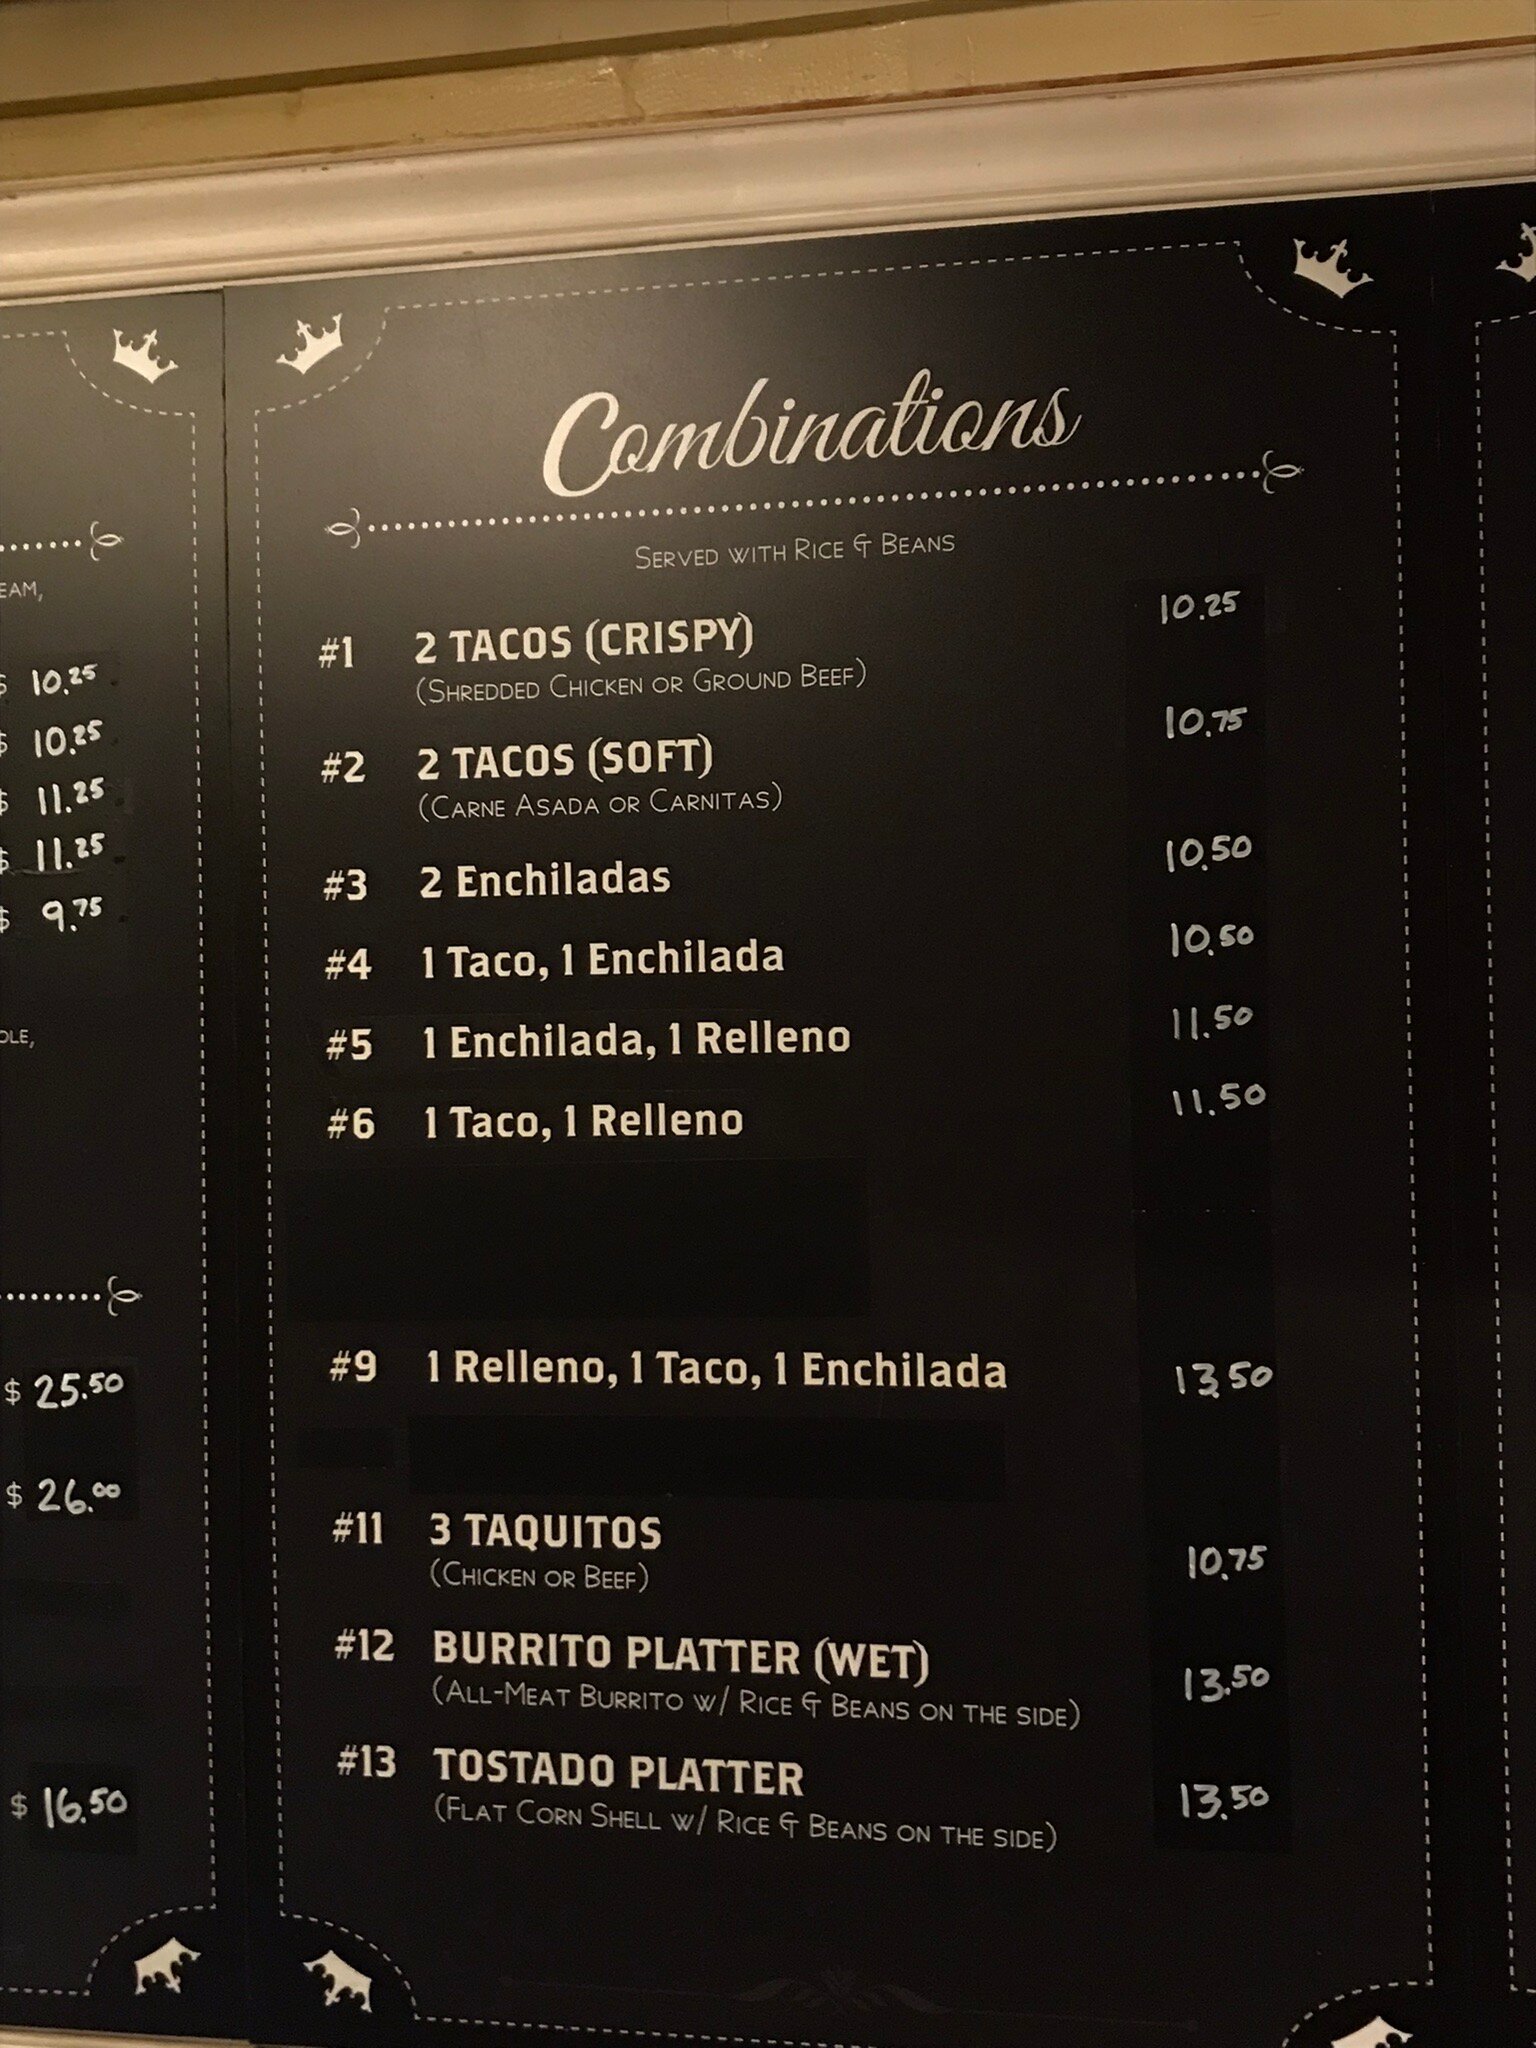 EAM,
$ 10.25
$ 10.25
$ 11.25
$ 11.25
$ 9.75
OLE,
$ 25.50
$ 26.00
$ 16.50
Combinations
Served with Rice & Beans
#1 2 TACOS (CRISPY) 10.25
(Shredded Chicken or Ground Beef)
#2 2 TACOS (SOFT) 10.75
(Carne Asada or Carnitas)
#3 2 Enchiladas 10.50
#4 1 Taco, 1 Enchilada 10.50
#5 1 Enchilada, 1 Relleno 11.50
#6 1 Taco, 1 Relleno 11.50
#9 1 Relleno, 1 Taco, 1 Enchilada 13.50
#11 3 TAQUITOS 10.75
(Chicken or Beef)
#12 BURRITO PLATTER (WET) 13.50
(All-Meat Burrito w/ Rice & Beans on the side)
#13 TOSTADO PLATTER 13.50
(Flat Corn Shell w/ Rice & Beans on the side)